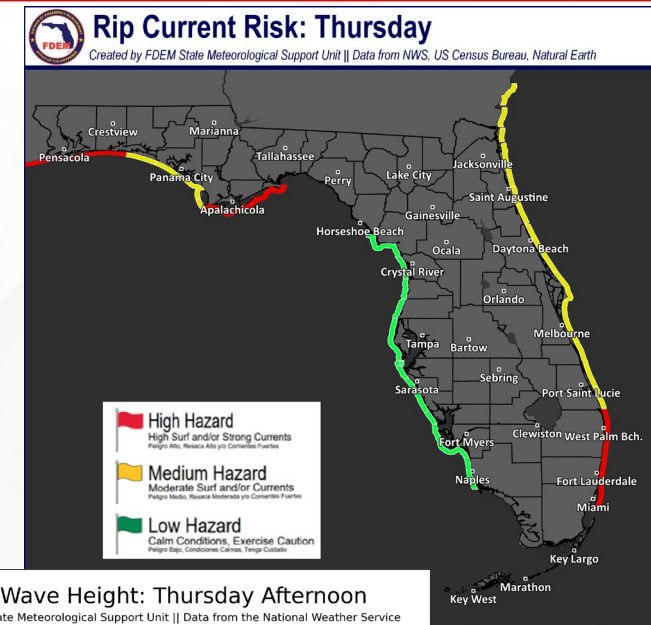 Rip Current Risk: Thursday
Created by FDEM State Meteorological Support Unit || Data from NWS, US Census Bureau, Natural Earth
FDEM
Crestview
Marianna
Pensacola
Tallahassee
Jacksonville
Panama City
Perry
Lake City
Saint Augustine
Apalachicola
Gainesville
Horseshoe Beach
Ocala
Daytona Beach
Crystal River
Orlando
Melbourne
Tampa
Bartow
Sebring
Sarasota
Port Saint Lucie
Clewiston
West Palm Bch.
Fort Myers
Naples
Fort Lauderdale
Miami
Key Largo
Marathon
Key West
High Hazard
High Surf and/or Strong Currents
Peligro Alto, Resaca Alta y/o Corrientes Fuertes
Medium Hazard
Moderate Surf and/or Currents
Peligro Medio, Resaca Moderada y/o Corrientes Fuertes
Low Hazard
Calm Conditions, Exercise Caution
Peligro Bajo, Condiciones Calmas, Tenga Cuidado
Wave Height: Thursday Afternoon
ate Meteorological Support Unit || Data from the National Weather Service